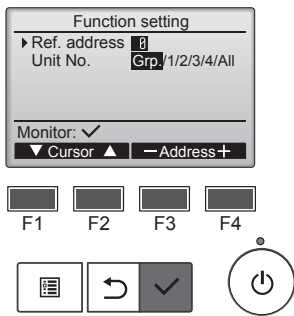 Function setting
Ref. address 0
Unit No. Grp./1/2/3/4/All
Monitor: ✓
▼ Cursor ▲ −Address+
F1 F2 F3 F4